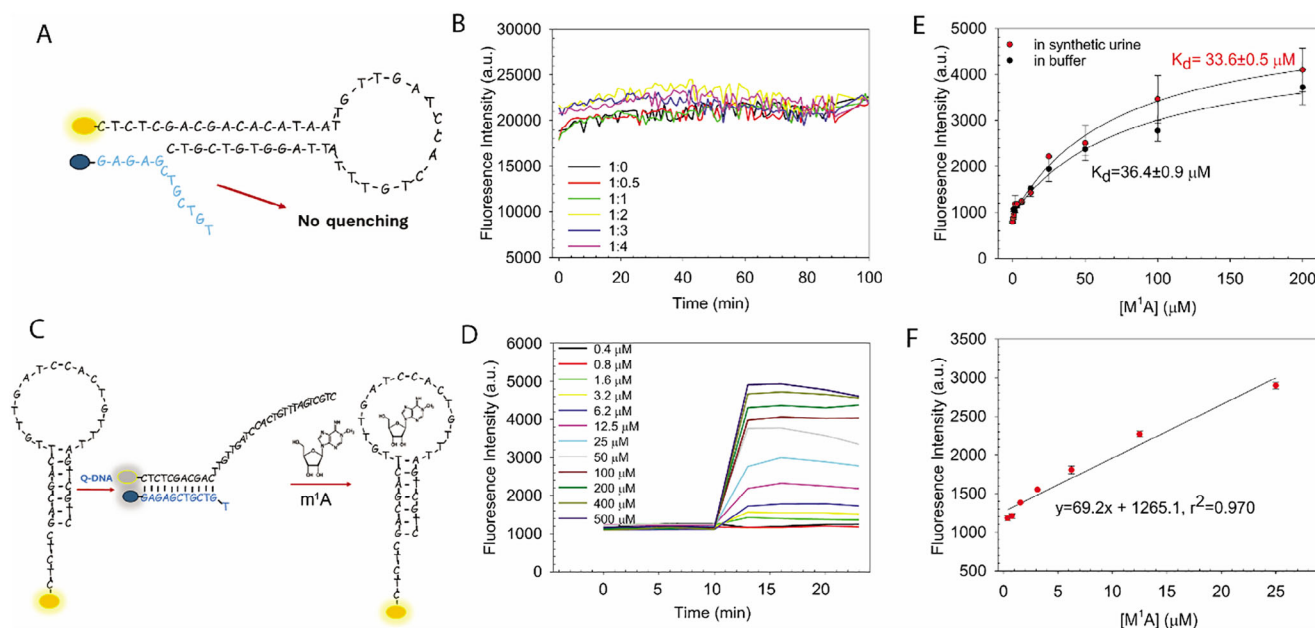 A
C-T-C-T-C-G-A-C-G-A-C-A-C-A-T-A-A-T
T-G-T-T-G-A-T-C-C-A-C-T-G-T-T-T-A
C-T-G-C-T-G-T-G-G-A-T-T
G-A-G-A-G-C-T-G-C-T-G-T
No quenching
B
Fluoresence Intensity (a.u.)
30000
25000
20000
15000
10000
5000
1:0
1:0.5
1:1
1:2
1:3
1:4
0 20 40 60 80 100
Time (min)
E
Fluoresence Intensity (a.u.)
5000
4000
3000
2000
1000
0
in synthetic urine
in buffer
Kd= 33.6±0.5 μM
Kd=36.4±0.9 μM
0 50 100 150 200
[M1A] (μM)
C
Q-DNA
CTCTCGACGAC
GAGAGCTGCTG
T
TGTTGATCCACTGTTTAGTCGTC
m1A
D
Fluoresence Intensity (a.u.)
6000
5000
4000
3000
2000
1000
0
0.4 μM
0.8 μM
1.6 μM
3.2 μM
6.2 μM
12.5 μM
25 μM
50 μM
100 μM
200 μM
400 μM
500 μM
0 5 10 15 20
Time (min)
F
Fluoresence Intensity (a.u.)
3500
3000
2500
2000
1500
1000
500
y=69.2x + 1265.1, r2=0.970
0 5 10 15 20 25
[M1A] (μM)